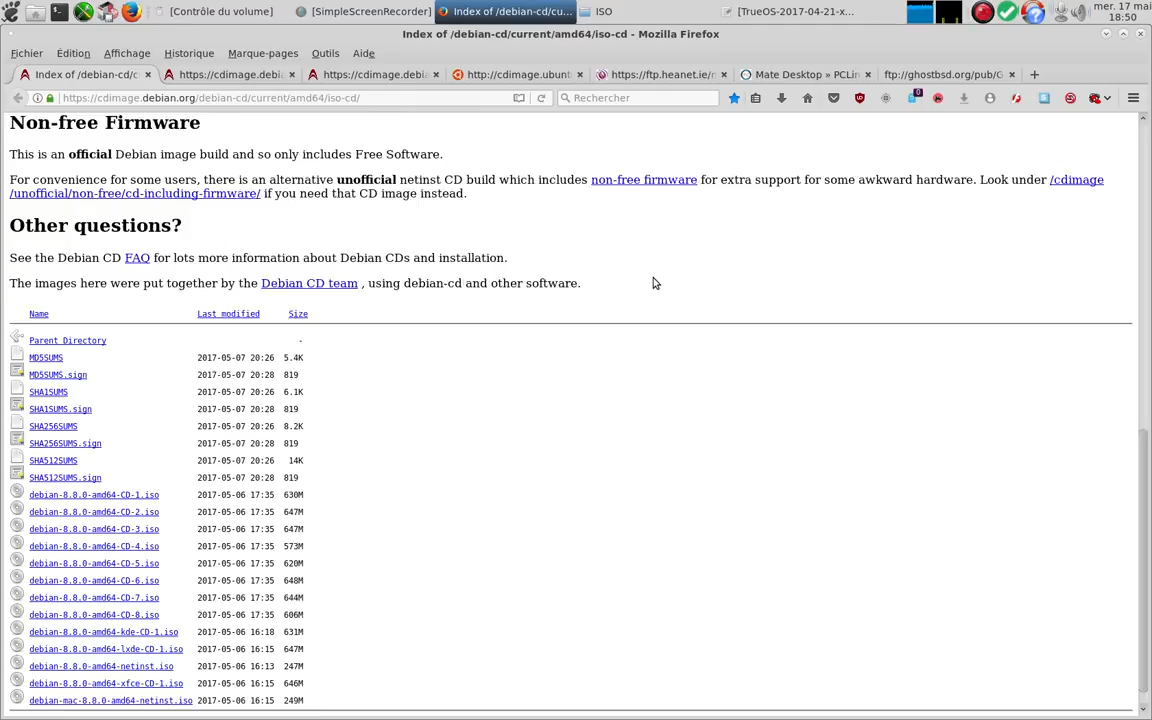 [Contrôle du volume]
[SimpleScreenRecorder]
Index of /debian-cd/cu...
ISO
[TrueOS-2017-04-21-x...
mer. 17 mai
18:50
Index of /debian-cd/current/amd64/iso-cd - Mozilla Firefox
Fichier Édition Affichage Historique Marque-pages Outils Aide
Index of /debian-cd/c × https://cdimage.debia × https://cdimage.debia × http://cdimage.ubunt × https://ftp.heanet.ie/n × Mate Desktop » PCLin × ftp://ghostbsd.org/pub/G × +
https://cdimage.debian.org/debian-cd/current/amd64/iso-cd/ Rechercher 0
Non-free Firmware
This is an official Debian image build and so only includes Free Software.
For convenience for some users, there is an alternative unofficial netinst CD build which includes non-free firmware for extra support for some awkward hardware. Look under /cdimage
/unofficial/non-free/cd-including-firmware/ if you need that CD image instead.
Other questions?
See the Debian CD FAQ for lots more information about Debian CDs and installation.
The images here were put together by the Debian CD team , using debian-cd and other software.
Name Last modified Size
Parent Directory -
MD5SUMS 2017-05-07 20:26 5.4K
MD5SUMS.sign 2017-05-07 20:28 819
SHA1SUMS 2017-05-07 20:26 6.1K
SHA1SUMS.sign 2017-05-07 20:28 819
SHA256SUMS 2017-05-07 20:26 8.2K
SHA256SUMS.sign 2017-05-07 20:28 819
SHA512SUMS 2017-05-07 20:26 14K
SHA512SUMS.sign 2017-05-07 20:28 819
debian-8.8.0-amd64-CD-1.iso 2017-05-06 17:35 630M
debian-8.8.0-amd64-CD-2.iso 2017-05-06 17:35 647M
debian-8.8.0-amd64-CD-3.iso 2017-05-06 17:35 647M
debian-8.8.0-amd64-CD-4.iso 2017-05-06 17:35 573M
debian-8.8.0-amd64-CD-5.iso 2017-05-06 17:35 620M
debian-8.8.0-amd64-CD-6.iso 2017-05-06 17:35 648M
debian-8.8.0-amd64-CD-7.iso 2017-05-06 17:35 644M
debian-8.8.0-amd64-CD-8.iso 2017-05-06 17:35 606M
debian-8.8.0-amd64-kde-CD-1.iso 2017-05-06 16:18 631M
debian-8.8.0-amd64-lxde-CD-1.iso 2017-05-06 16:15 647M
debian-8.8.0-amd64-netinst.iso 2017-05-06 16:13 247M
debian-8.8.0-amd64-xfce-CD-1.iso 2017-05-06 16:15 646M
debian-mac-8.8.0-amd64-netinst.iso 2017-05-06 16:15 249M